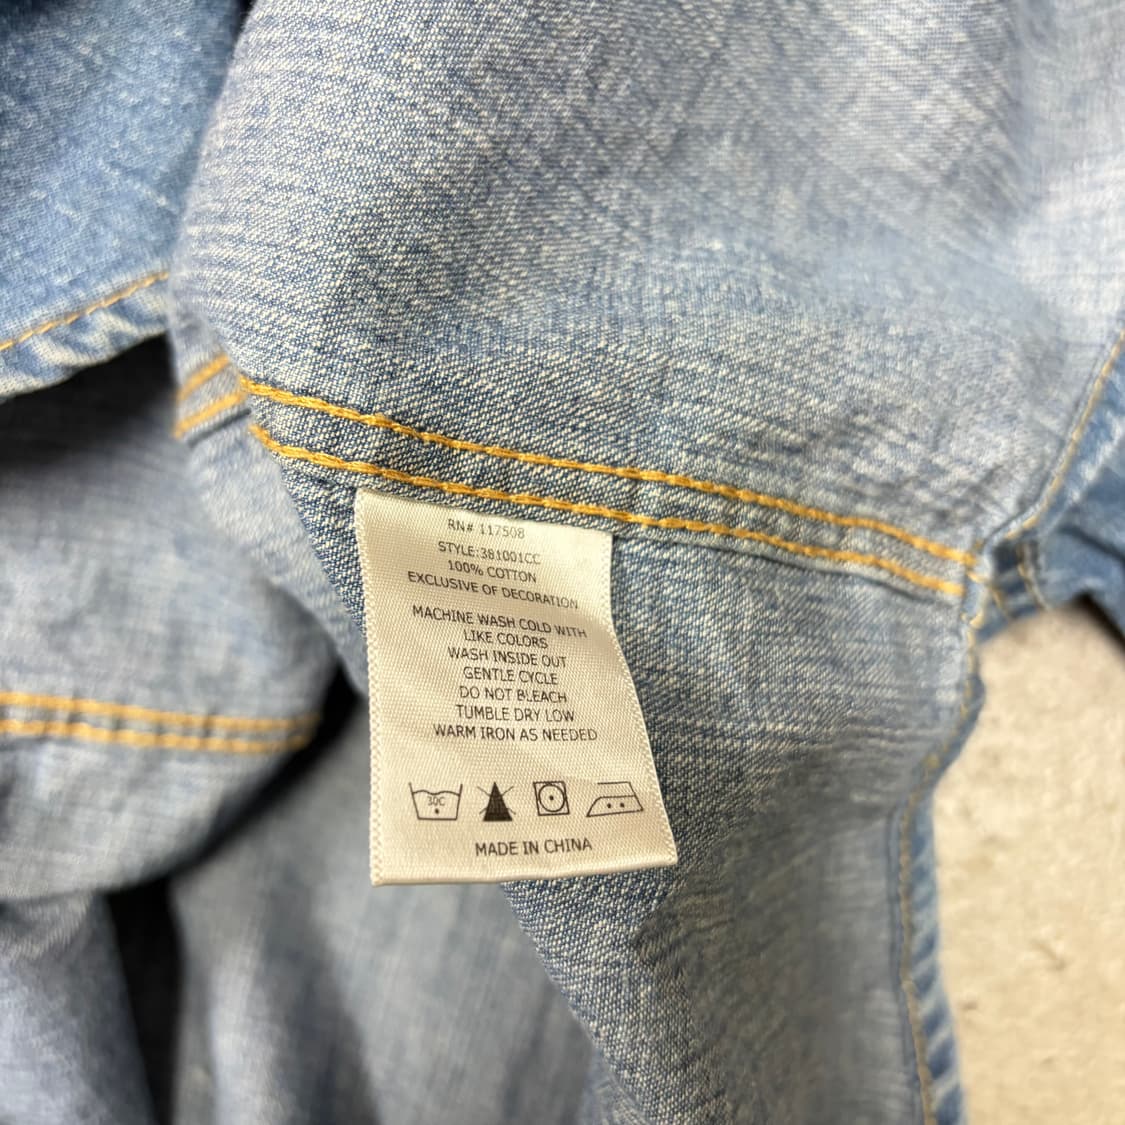 RN# 117508
STYLE:381001CC
100% COTTON
EXCLUSIVE OF DECORATION
MACHINE WASH COLD WITH
LIKE COLORS
WASH INSIDE OUT
GENTLE CYCLE
DO NOT BLEACH
TUMBLE DRY LOW
WARM IRON AS NEEDED
30C
MADE IN CHINA